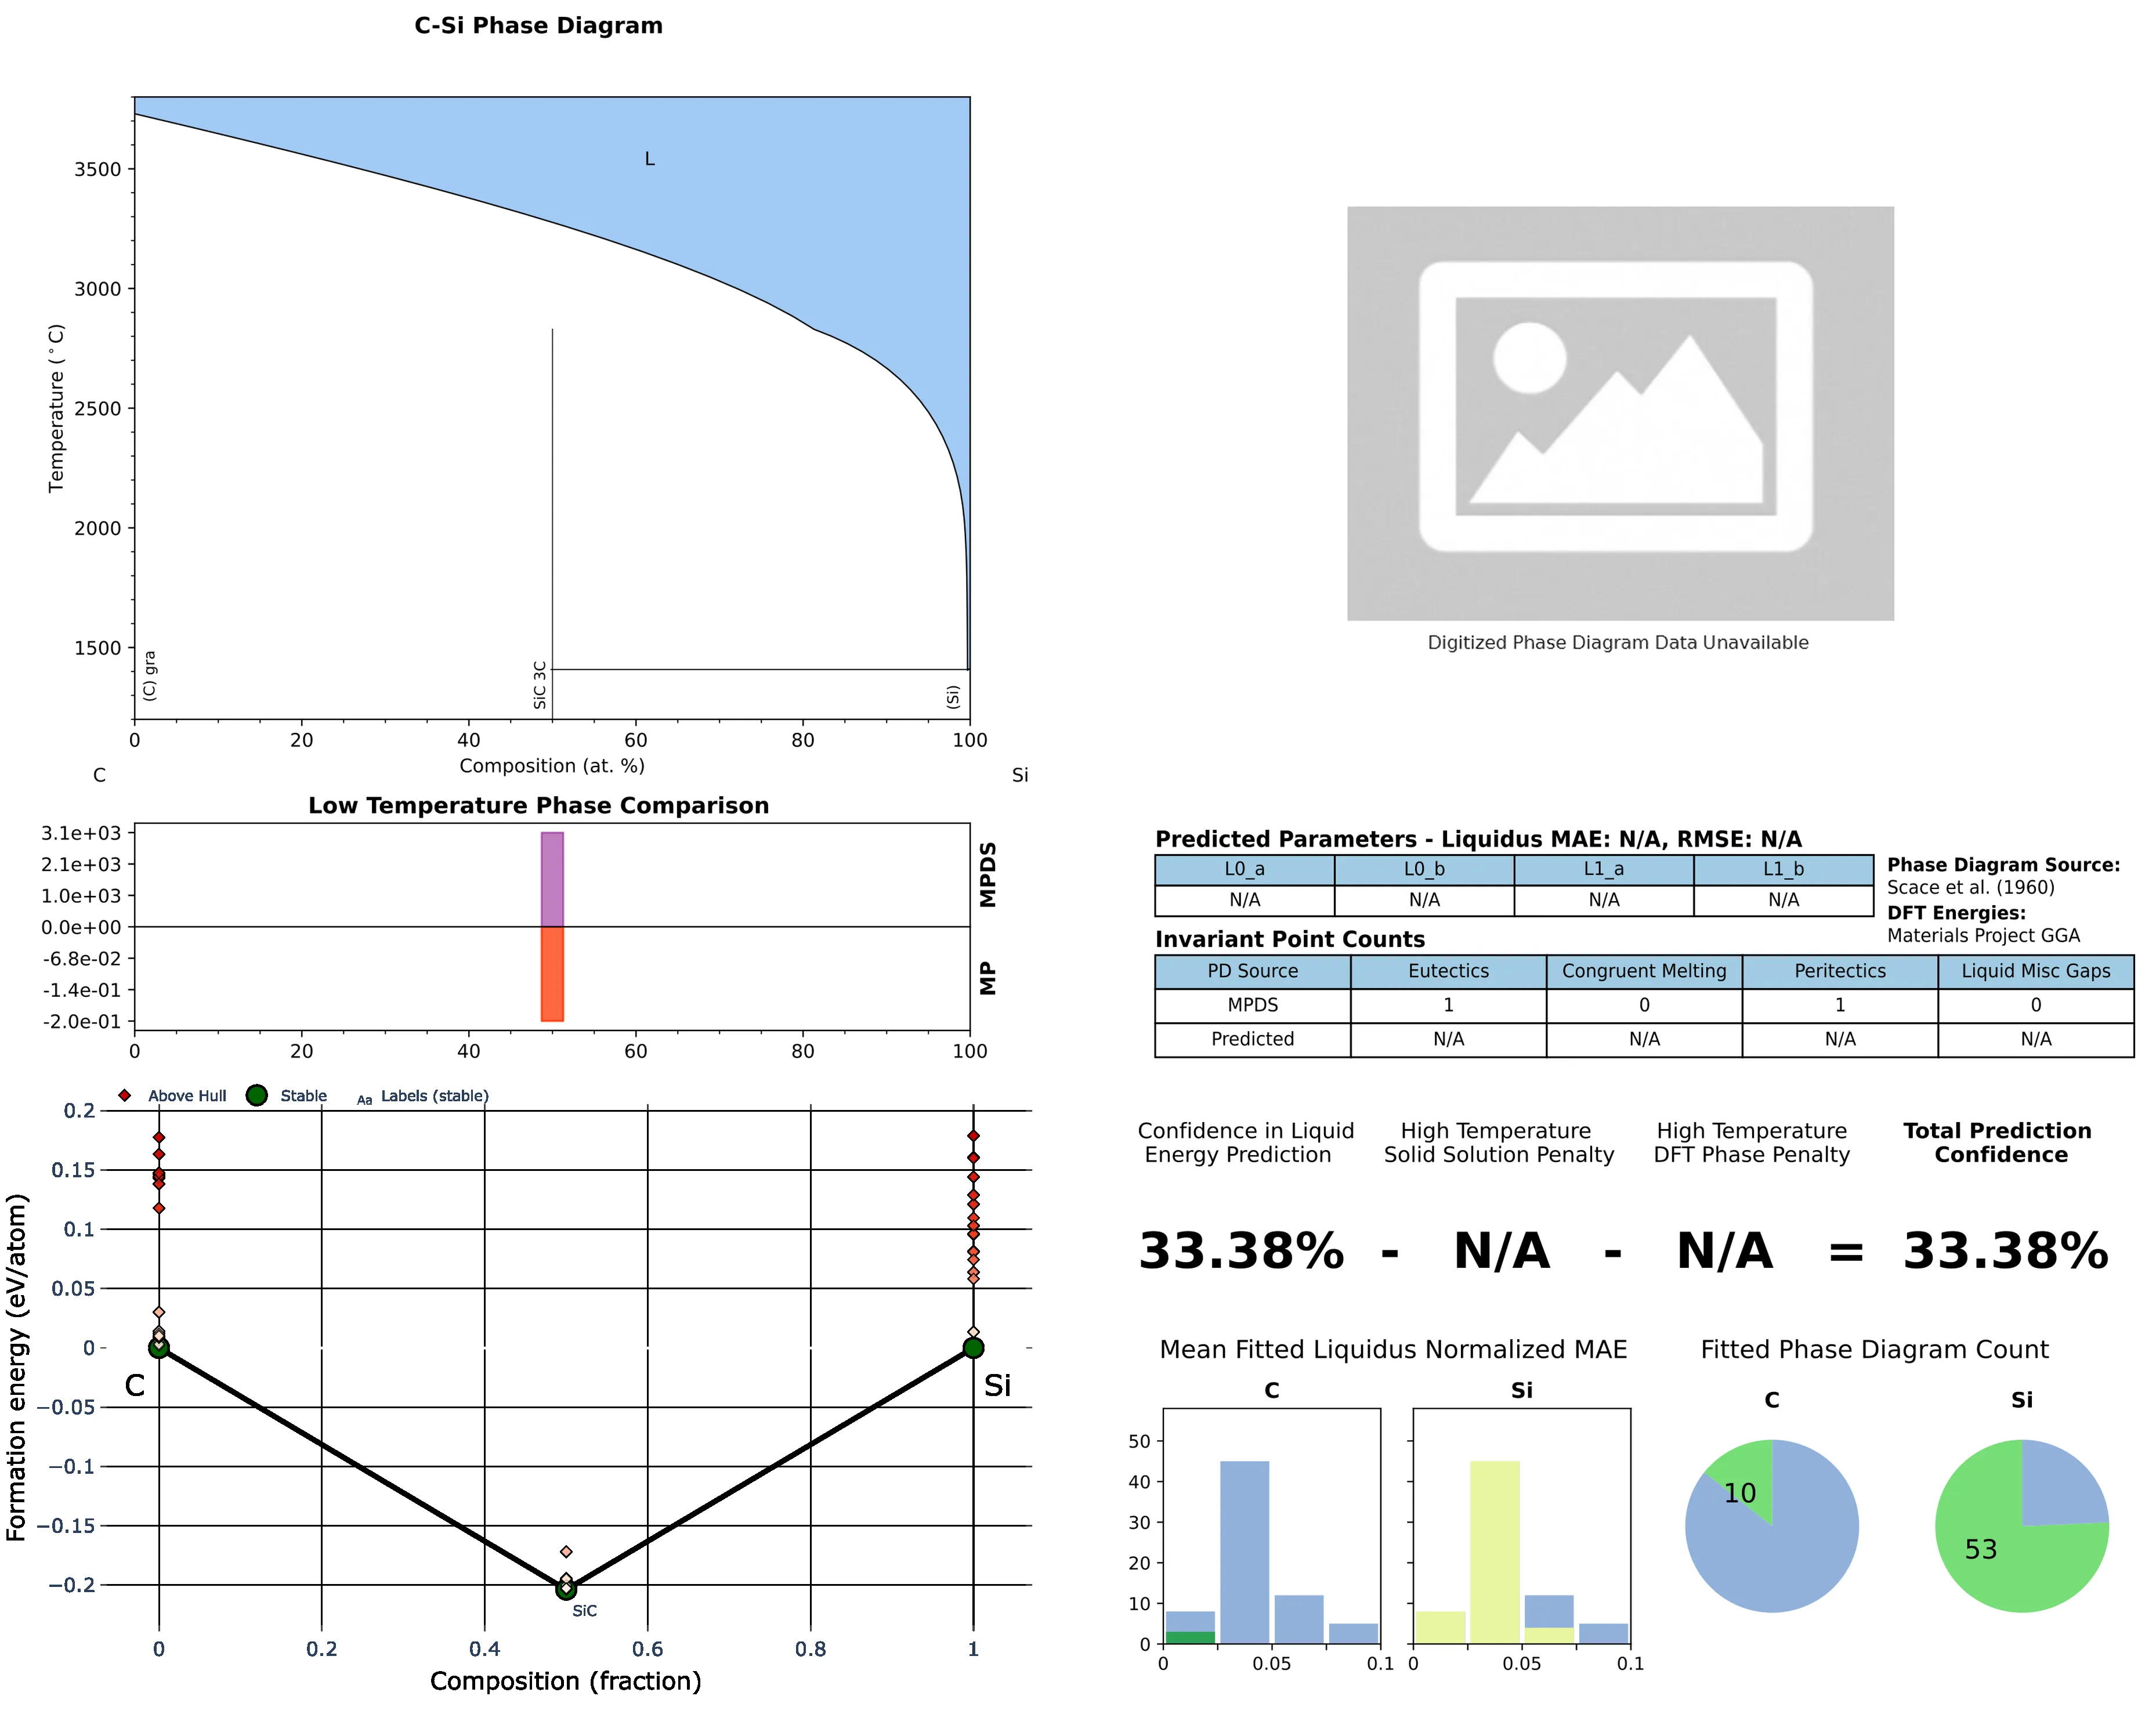 C-Si Phase Diagram
3500
3000
2500
2000
1500
Temperature (°C)
L
(C) gra
SiC 3C
(Si)
0 20 40 60 80 100
Composition (at. %)
C Si
Digitized Phase Diagram Data Unavailable
Low Temperature Phase Comparison
3.1e+03
2.1e+03
1.0e+03
0.0e+00
-6.8e-02
-1.4e-01
-2.0e-01
MPDS
MP
0 20 40 60 80 100
Predicted Parameters - Liquidus MAE: N/A, RMSE: N/A
L0_a L0_b L1_a L1_b
N/A N/A N/A N/A
Phase Diagram Source:
Scace et al. (1960)
DFT Energies:
Materials Project GGA
Invariant Point Counts
PD Source Eutectics Congruent Melting Peritectics Liquid Misc Gaps
MPDS 1 0 1 0
Predicted N/A N/A N/A N/A
Above Hull Stable Aa Labels (stable)
0.2
0.15
0.1
0.05
0
−0.05
−0.1
−0.15
−0.2
Formation energy (eV/atom)
C
Si
SiC
0 0.2 0.4 0.6 0.8 1
Composition (fraction)
Confidence in Liquid
Energy Prediction
High Temperature
Solid Solution Penalty
High Temperature
DFT Phase Penalty
Total Prediction
Confidence
33.38% - N/A - N/A = 33.38%
Mean Fitted Liquidus Normalized MAE
C
Si
50
40
30
20
10
0
0 0.05 0.1
0 0.05 0.1
Fitted Phase Diagram Count
C
Si
10
53